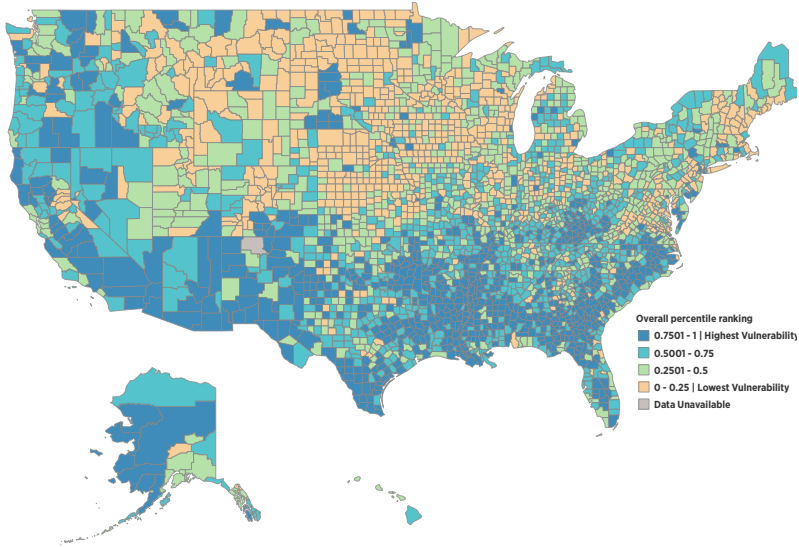 Overall percentile ranking
0.7501 - 1 | Highest Vulnerability
0.5001 - 0.75
0.2501 - 0.5
0 - 0.25 | Lowest Vulnerability
Data Unavailable